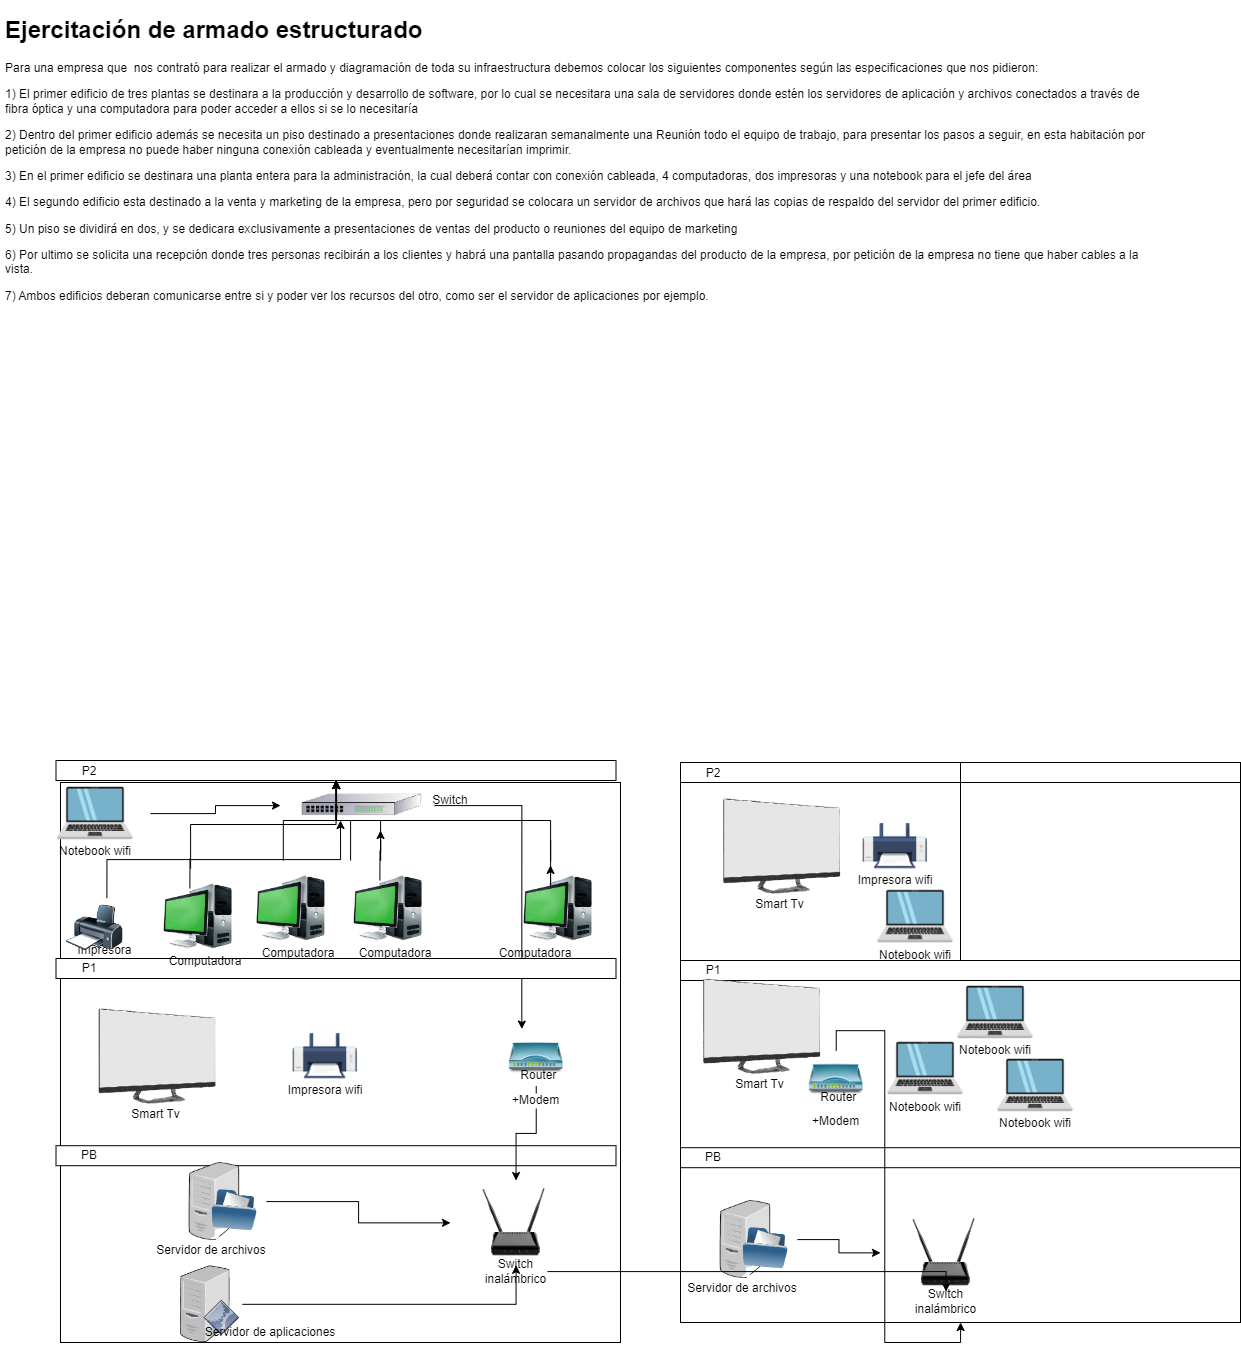 Ejercitación de armado estructurado
Para una empresa que  nos contrató para realizar el armado y diagramación de toda su infraestructura debemos colocar los siguientes componentes según las especificaciones que nos pidieron:
1) El primer edificio de tres plantas se destinara a la producción y desarrollo de software, por lo cual se necesitara una sala de servidores donde estén los servidores de aplicación y archivos conectados a través de
fibra óptica y una computadora para poder acceder a ellos si se lo necesitaría
2) Dentro del primer edificio además se necesita un piso destinado a presentaciones donde realizaran semanalmente una Reunión todo el equipo de trabajo, para presentar los pasos a seguir, en esta habitación por
petición de la empresa no puede haber ninguna conexión cableada y eventualmente necesitarían imprimir.
3) En el primer edificio se destinara una planta entera para la administración, la cual deberá contar con conexión cableada, 4 computadoras, dos impresoras y una notebook para el jefe del área
4) El segundo edificio esta destinado a la venta y marketing de la empresa, pero por seguridad se colocara un servidor de archivos que hará las copias de respaldo del servidor del primer edificio.
5) Un piso se dividirá en dos, y se dedicara exclusivamente a presentaciones de ventas del producto o reuniones del equipo de marketing
6) Por ultimo se solicita una recepción donde tres personas recibirán a los clientes y habrá una pantalla pasando propagandas del producto de la empresa, por petición de la empresa no tiene que haber cables a la
vista.
7) Ambos edificios deberan comunicarse entre si y poder ver los recursos del otro, como ser el servidor de aplicaciones por ejemplo.
P2
Switch
Notebook wifi
Impresora
Computadora
Computadora
Computadora
Computadora
P1
Smart Tv
Impresora wifi
Router
+Modem
PB
Servidor de archivos
Switch
inalámbrico
Servidor de aplicaciones
P2
Smart Tv
Impresora wifi
Notebook wifi
P1
Smart Tv
Router
+Modem
Notebook wifi
Notebook wifi
Notebook wifi
PB
Servidor de archivos
Switch
inalámbrico